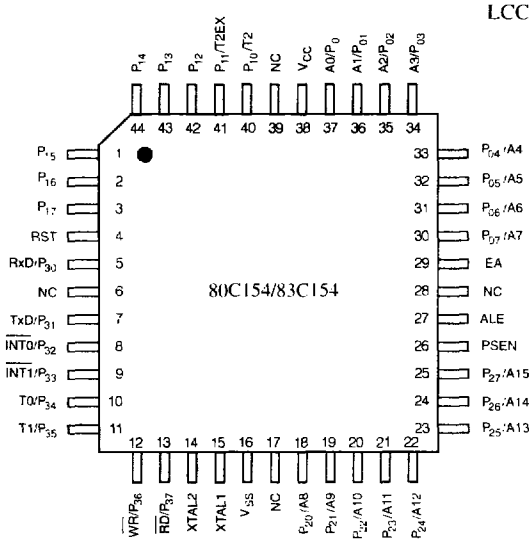 LCC
P14 P13 P12 P11/T2EX P10/T2 NC VCC A0/P0 A1/P01 A2/P02 A3/P03
44 43 42 41 40 39 38 37 36 35 34
P15 1 33 P04/A4
P16 2 32 P05/A5
P17 3 31 P06/A6
RST 4 30 P07/A7
RxD/P30 5 29 EA
NC 6 80C154/83C154 28 NC
TxD/P31 7 27 ALE
INT0/P32 8 26 PSEN
INT1/P33 9 25 P27/A15
T0/P34 10 24 P26/A14
T1/P35 11 23 P25/A13
12 13 14 15 16 17 18 19 20 21 22
WR/P36 RD/P37 XTAL2 XTAL1 VSS NC P20/A8 P21/A9 P22/A10 P23/A11 P24/A12